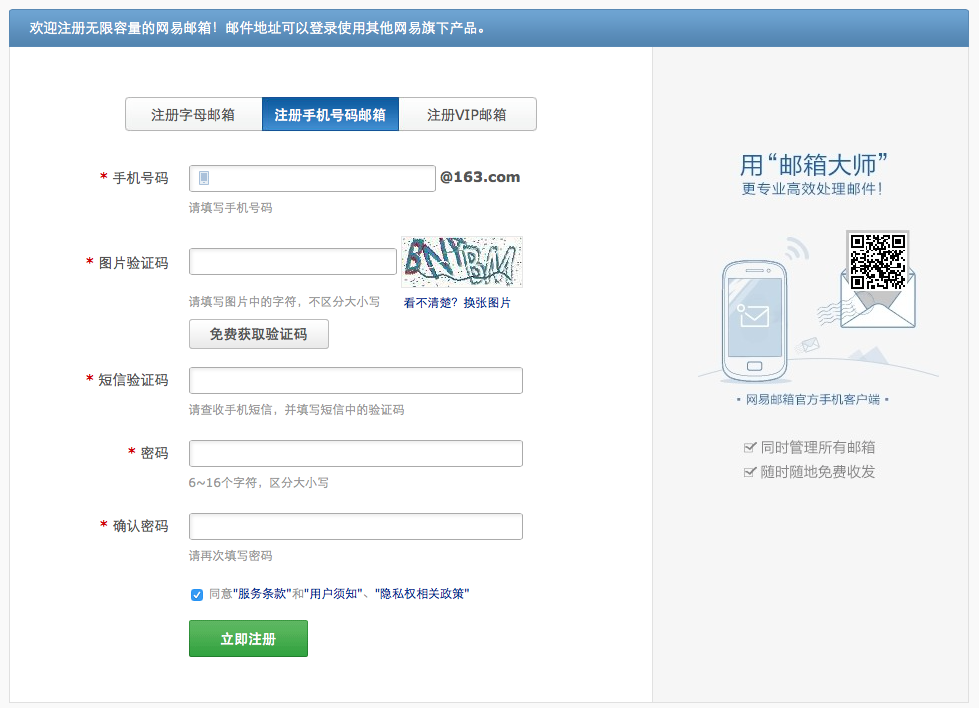 欢迎注册无限容量的网易邮箱！邮件地址可以登录使用其他网易旗下产品。
注册字母邮箱
注册手机号码邮箱
注册VIP邮箱
* 手机号码
@163.com
请填写手机号码
* 图片验证码
请填写图片中的字符，不区分大小写
看不清楚？换张图片
免费获取验证码
* 短信验证码
请查收手机短信，并填写短信中的验证码
* 密码
6~16个字符，区分大小写
* 确认密码
请再次填写密码
同意"服务条款"和"用户须知"、"隐私权相关政策"
立即注册
用“邮箱大师”
更专业高效处理邮件！
▪ 网易邮箱官方手机客户端 ▪
同时管理所有邮箱
随时随地免费收发